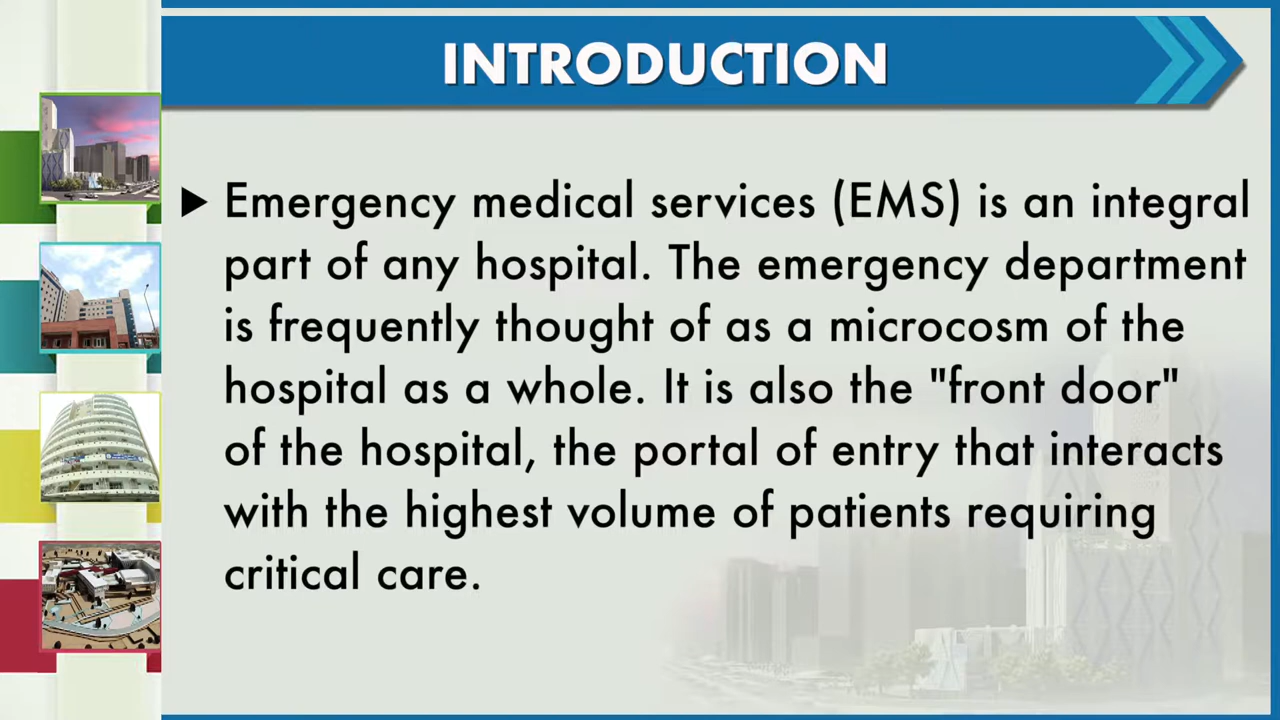 INTRODUCTION
Emergency medical services (EMS) is an integral
part of any hospital. The emergency department
is frequently thought of as a microcosm of the
hospital as a whole. It is also the "front door"
of the hospital, the portal of entry that interacts
with the highest volume of patients requiring
critical care.